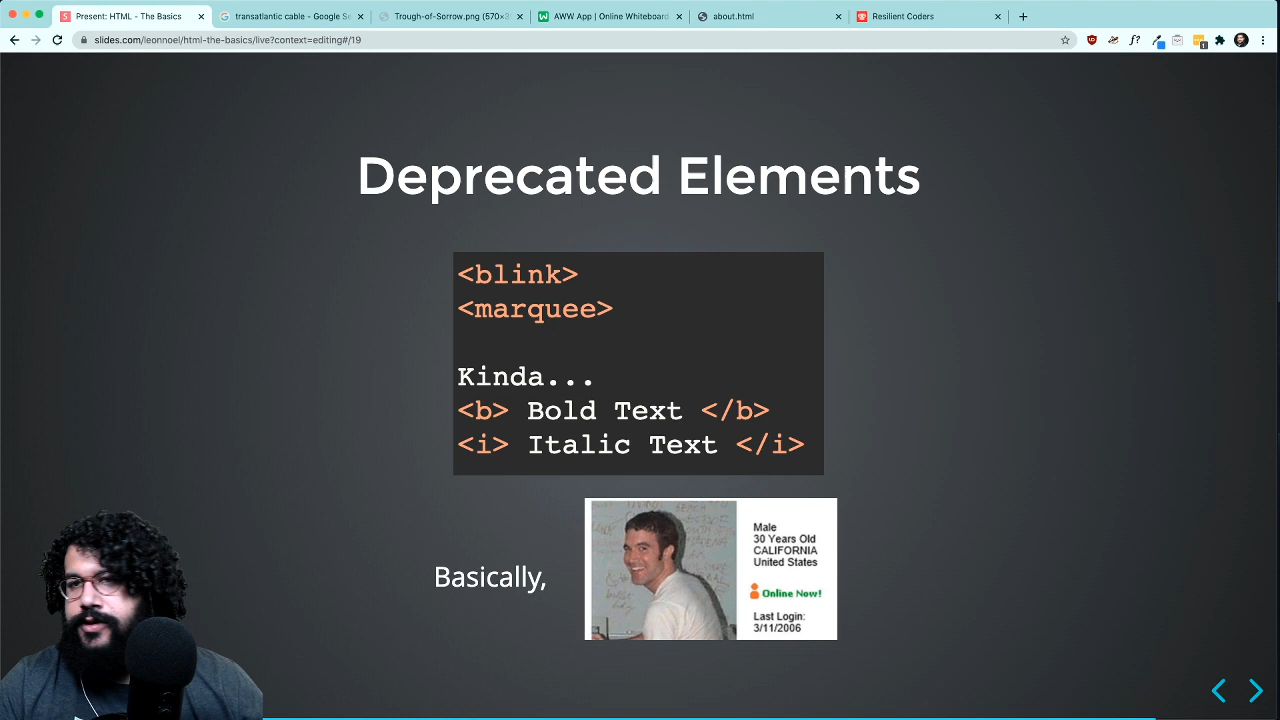 Present: HTML - The Basics
transatlantic cable - Google Se
Trough-of-Sorrow.png (570×3
AWW App | Online Whiteboard
about.html
Resilient Coders
slides.com/leonnoel/html-the-basics/live?context=editing#/19
Deprecated Elements
<blink>
<marquee>
Kinda...
<b> Bold Text </b>
<i> Italic Text </i>
Basically,
Male
30 Years Old
CALIFORNIA
United States
Online Now!
Last Login:
3/11/2006